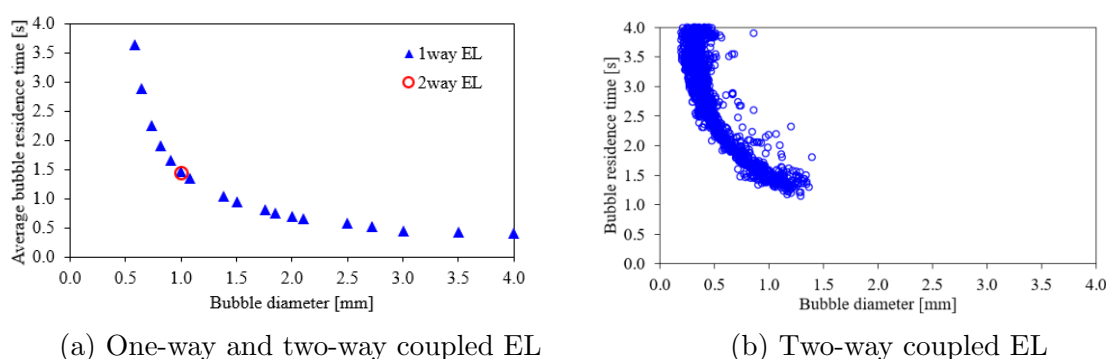 Average bubble residence time [s]
4.0
3.5
3.0
2.5
2.0
1.5
1.0
0.5
0.0
1way EL
2way EL
0.0 0.5 1.0 1.5 2.0 2.5 3.0 3.5 4.0
Bubble diameter [mm]
(a) One-way and two-way coupled EL
Bubble residence time [s]
4.0
3.5
3.0
2.5
2.0
1.5
1.0
0.5
0.0
0.0 0.5 1.0 1.5 2.0 2.5 3.0 3.5 4.0
Bubble diameter [mm]
(b) Two-way coupled EL